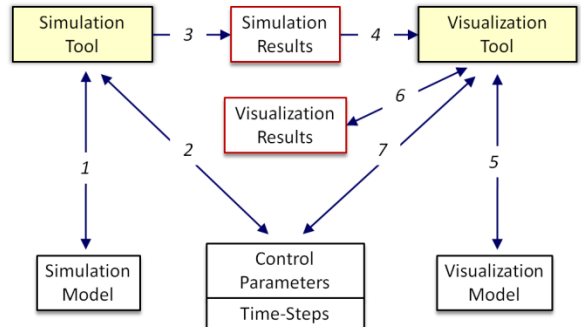 Simulation
Tool
3
Simulation
Results
4
Visualization
Tool
Visualization
Results
6
1
2
7
5
Simulation
Model
Control
Parameters
Time-Steps
Visualization
Model